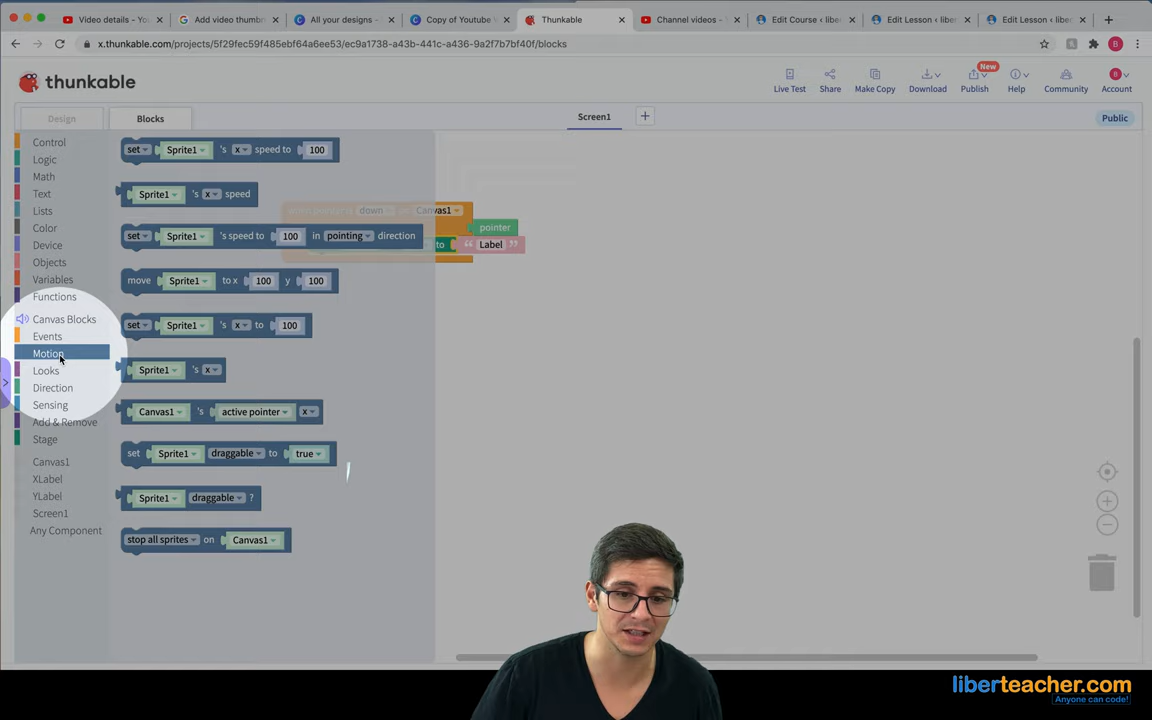 Video details - You
Add video thumbn
All your designs -
Copy of Youtube
Thunkable
Channel videos -
Edit Course ‹ libe
Edit Lesson ‹ liber
Edit Lesson ‹ libe
x.thunkable.com/projects/5f29fec59f485ebf64a6ee53/ec9a1738-a43b-441c-a436-9a2f7b7bf40f/blocks
B
thunkable
New
Live Test
Share
Make Copy
Download
Publish
Help
Community
Account
Design
Blocks
Screen1
Public
Control
Logic
Math
Text
Lists
Color
Device
Objects
Variables
Functions
Canvas Blocks
Events
Motion
Looks
Direction
Sensing
Add & Remove
Stage
Canvas1
XLabel
YLabel
Screen1
Any Component
set Sprite1 's x speed to 100
Sprite1 's x speed
down Canvas1
pointer
set Sprite1 's speed to 100 in pointing direction
to “ Label ”
move Sprite1 to x 100 y 100
set Sprite1 's x to 100
Sprite1 's x
Canvas1 's active pointer x
set Sprite1 draggable to true
Sprite1 draggable ?
stop all sprites on Canvas1
liberteacher.com
Anyone can code!